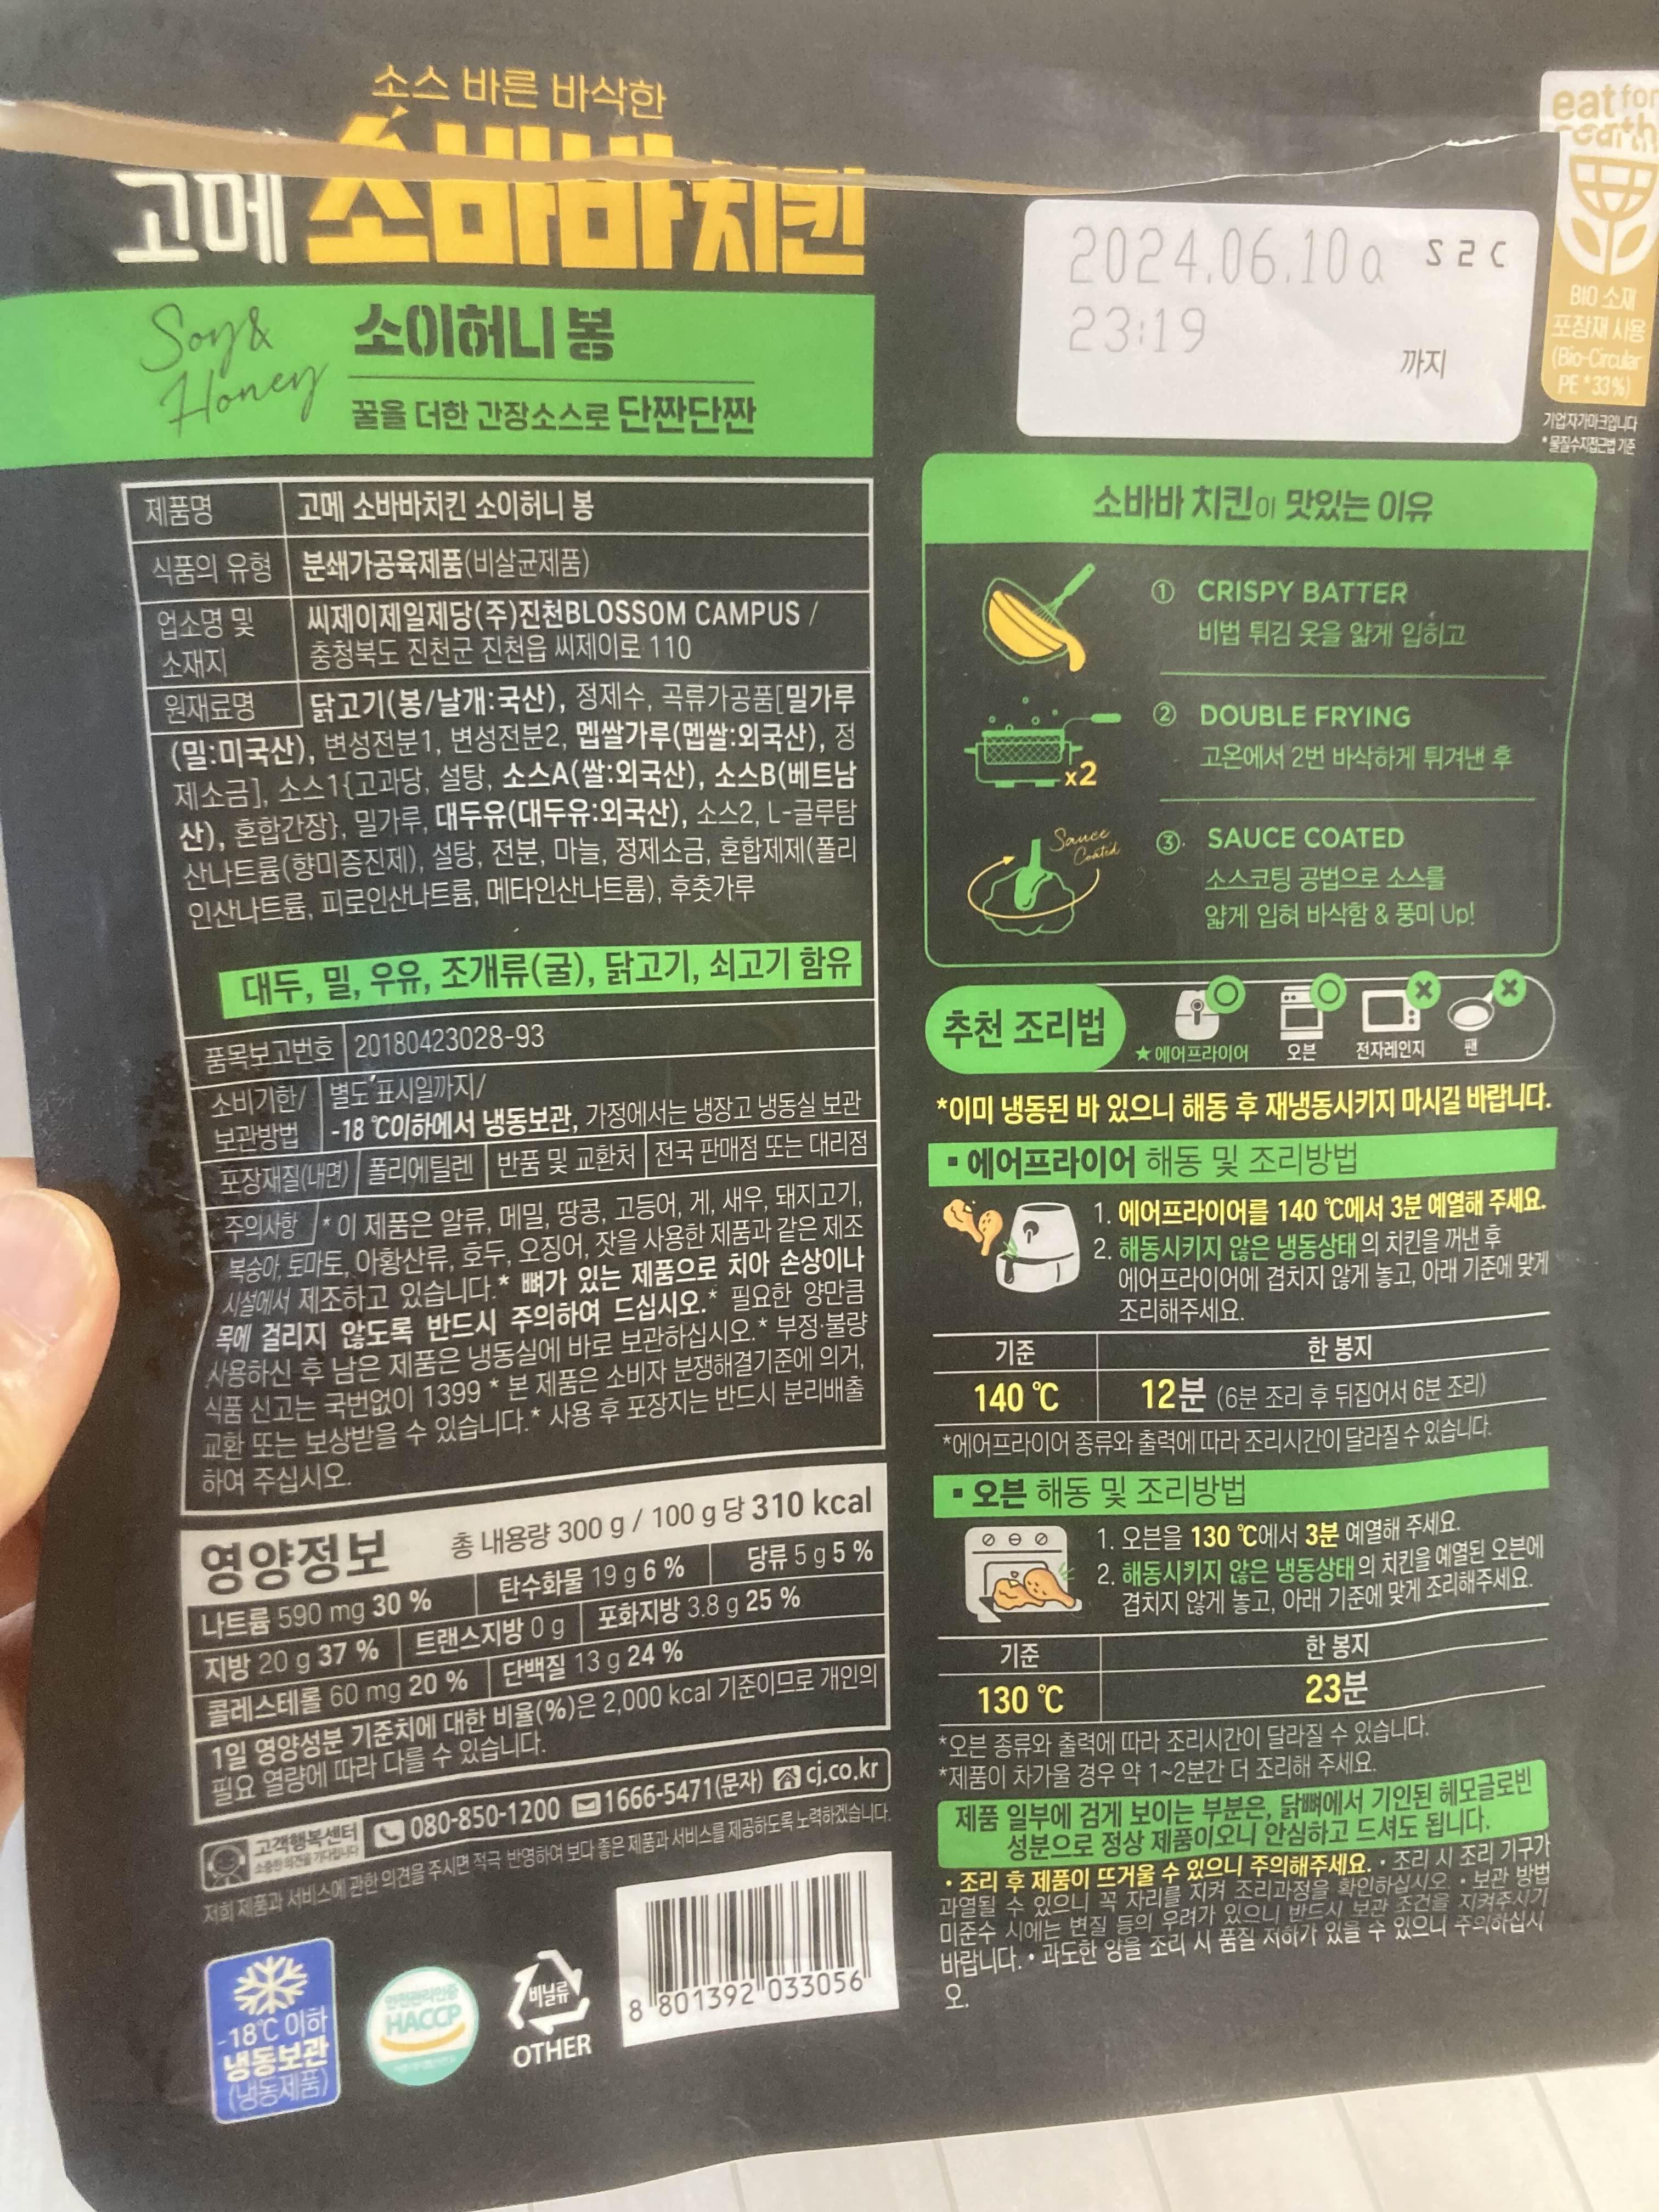 소스 바른 바삭한
고메 소바바치킨
Soy &
Honey
소이허니 봉
꿀을 더한 간장소스로 단짠단짠
제품명 고메 소바바치킨 소이허니 봉
식품의 유형 분쇄가공육제품(비살균제품)
업소명 및 소재지 씨제이제일제당(주)진천BLOSSOM CAMPUS /
충청북도 진천군 진천읍 씨제이로 110
원재료명 닭고기(봉/날개:국산), 정제수, 곡류가공품[밀가루
(밀:미국산), 변성전분1, 변성전분2, 멥쌀가루(멥쌀:외국산), 정
제소금], 소스1{고과당, 설탕, 소스A(쌀:외국산), 소스B(베트남
산), 혼합간장}, 밀가루, 대두유(대두유:외국산), 소스2, L-글루탐
산나트륨(향미증진제), 설탕, 전분, 마늘, 정제소금, 혼합제제(폴리
인산나트륨, 피로인산나트륨, 메타인산나트륨), 후춧가루
대두, 밀, 우유, 조개류(굴), 닭고기, 쇠고기 함유
품목보고번호 20180423028-93
소비기한/ 별도 표시일까지/
보관방법 -18 ℃이하에서 냉동보관, 가정에서는 냉장고 냉동실 보관
포장재질(내면) 폴리에틸렌 반품 및 교환처 전국 판매점 또는 대리점
주의사항 * 이 제품은 알류, 메밀, 땅콩, 고등어, 게, 새우, 돼지고기,
복숭아, 토마토, 아황산류, 호두, 오징어, 잣을 사용한 제품과 같은 제조
시설에서 제조하고 있습니다.* 뼈가 있는 제품으로 치아 손상이나
목에 걸리지 않도록 반드시 주의하여 드십시오.* 필요한 양만큼
사용하신 후 남은 제품은 냉동실에 바로 보관하십시오.* 부정·불량
식품 신고는 국번없이 1399 * 본 제품은 소비자 분쟁해결기준에 의거,
교환 또는 보상받을 수 있습니다.* 사용 후 포장지는 반드시 분리배출
하여 주십시오.
영양정보 총 내용량 300 g / 100 g 당 310 kcal
나트륨 590 mg 30 % 탄수화물 19 g 6 % 당류 5 g 5 %
지방 20 g 37 % 트랜스지방 0 g 포화지방 3.8 g 25 %
콜레스테롤 60 mg 20 % 단백질 13 g 24 %
1일 영양성분 기준치에 대한 비율(%)은 2,000 kcal 기준이므로 개인의
필요 열량에 따라 다를 수 있습니다.
고객행복센터 080-850-1200 1666-5471(문자) cj.co.kr
소중한 의견을 기다립니다
저희 제품과 서비스에 관한 의견을 주시면 적극 반영하여 보다 좋은 제품과 서비스를 제공하도록 노력하겠습니다.
-18℃ 이하
냉동보관
(냉동제품)
안전관리인증
HACCP
비닐류
OTHER
8 801392 033056
eat for
earth
BIO 소재
포장재 사용
(Bio-Circular
PE *33%)
기업자가마크입니다
*물질수지접근법 기준
2024.06.10 a S2C
23:19
까지
소바바 치킨이 맛있는 이유
① CRISPY BATTER
비법 튀김 옷을 얇게 입히고
② DOUBLE FRYING
고온에서 2번 바삭하게 튀겨낸 후
x2
Sauce
Coated
③. SAUCE COATED
소스코팅 공법으로 소스를
얇게 입혀 바삭함 & 풍미 Up!
추천 조리법 ★에어프라이어 오븐 전자레인지 팬
*이미 냉동된 바 있으니 해동 후 재냉동시키지 마시길 바랍니다.
▪ 에어프라이어 해동 및 조리방법
1. 에어프라이어를 140 ℃에서 3분 예열해 주세요.
2. 해동시키지 않은 냉동상태의 치킨을 꺼낸 후
에어프라이어에 겹치지 않게 놓고, 아래 기준에 맞게
조리해주세요.
기준 한 봉지
140 ℃ 12분 (6분 조리 후 뒤집어서 6분 조리)
*에어프라이어 종류와 출력에 따라 조리시간이 달라질 수 있습니다.
▪ 오븐 해동 및 조리방법
1. 오븐을 130 ℃에서 3분 예열해 주세요.
2. 해동시키지 않은 냉동상태의 치킨을 예열된 오븐에
겹치지 않게 놓고, 아래 기준에 맞게 조리해주세요.
기준 한 봉지
130 ℃ 23분
*오븐 종류와 출력에 따라 조리시간이 달라질 수 있습니다.
*제품이 차가울 경우 약 1~2분간 더 조리해 주세요.
제품 일부에 검게 보이는 부분은, 닭뼈에서 기인된 헤모글로빈
성분으로 정상 제품이오니 안심하고 드셔도 됩니다.
• 조리 후 제품이 뜨거울 수 있으니 주의해주세요. • 조리 시 조리 기구가
과열될 수 있으니 꼭 자리를 지켜 조리과정을 확인하십시오. • 보관 방법
미준수 시에는 변질 등의 우려가 있으니 반드시 보관 조건을 지켜주시기
바랍니다. • 과도한 양을 조리 시 품질 저하가 있을 수 있으니 주의하십시
오.